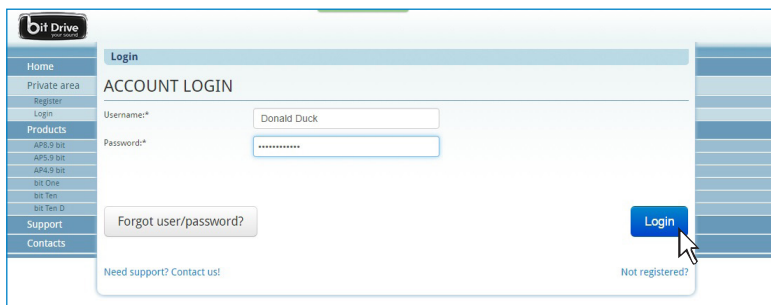 bit Drive
your sound
Home
Private area
Register
Login
Products
AP8.9 bit
AP5.9 bit
AP4.9 bit
bit One
bit Ten
bit Ten D
Support
Contacts
Login
ACCOUNT LOGIN
Username:*
Donald Duck
Password:*
••••••••••••
Forgot user/password?
Login
Need support? Contact us!
Not registered?